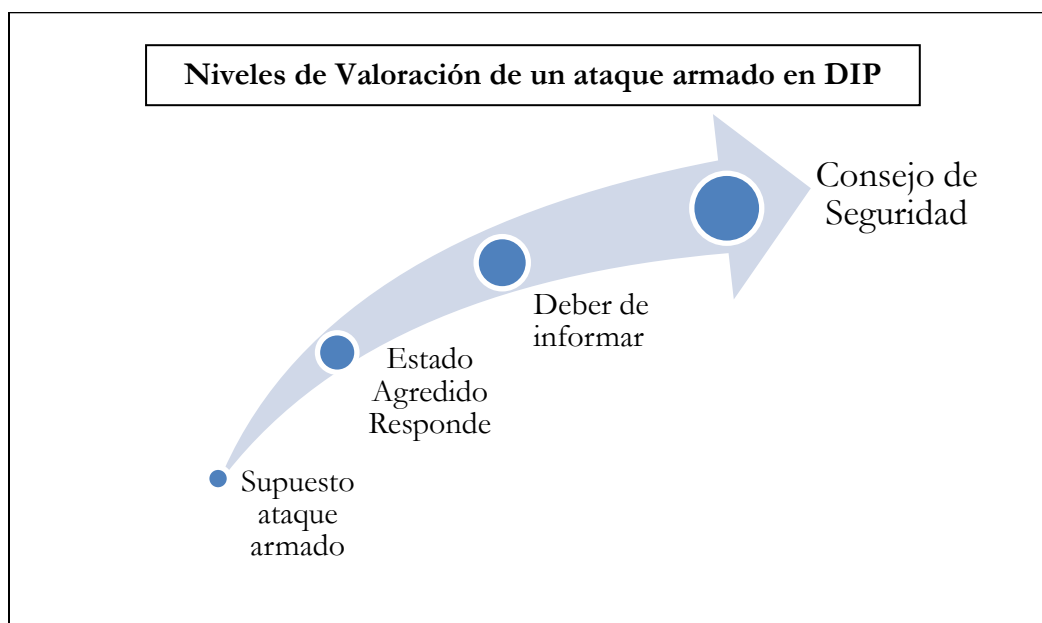 Niveles de Valoración de un ataque armado en DIP
Supuesto
ataque
armado
Estado
Agredido
Responde
Deber de
informar
Consejo de
Seguridad